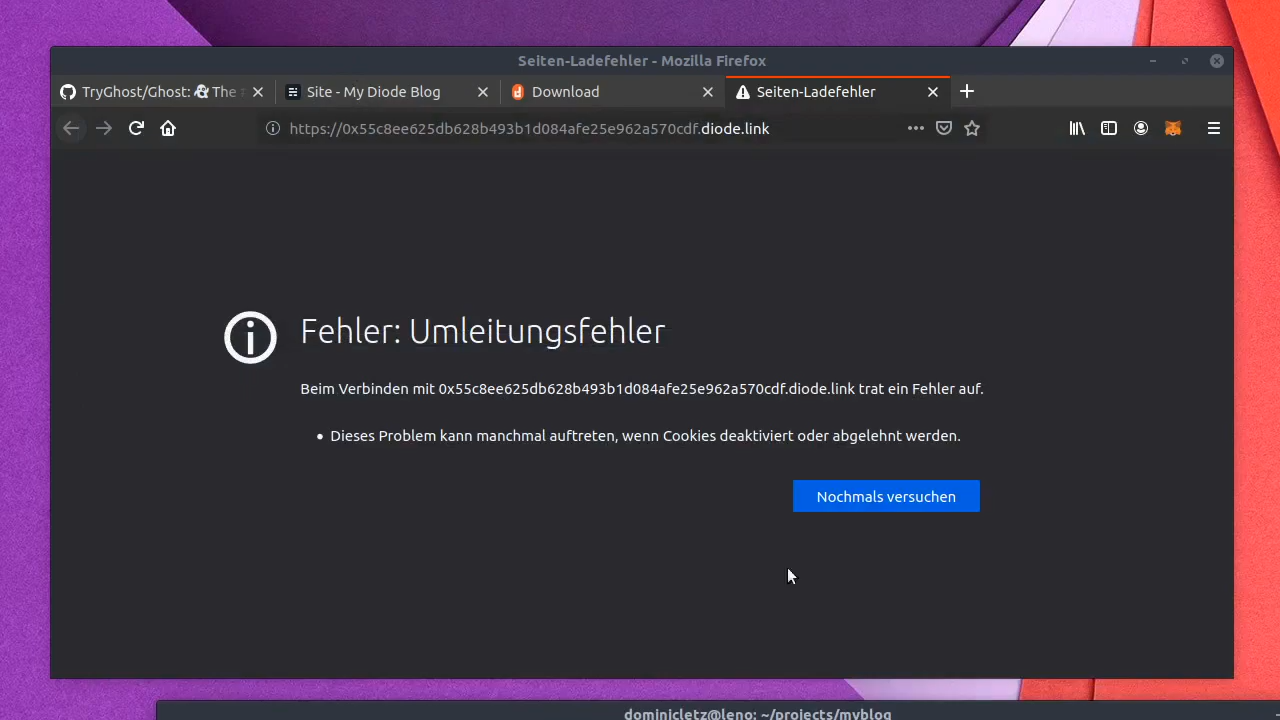 Seiten-Ladefehler - Mozilla Firefox
TryGhost/Ghost: The
Site - My Diode Blog
Download
Seiten-Ladefehler
https://0x55c8ee625db628b493b1d084afe25e962a570cdf.diode.link
Fehler: Umleitungsfehler
Beim Verbinden mit 0x55c8ee625db628b493b1d084afe25e962a570cdf.diode.link trat ein Fehler auf.
• Dieses Problem kann manchmal auftreten, wenn Cookies deaktiviert oder abgelehnt werden.
Nochmals versuchen
dominicletz@leno: ~/projects/myblog